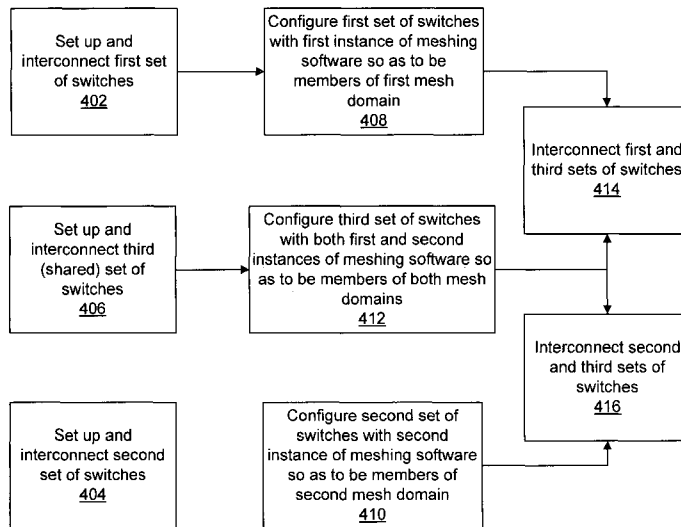 Set up and
interconnect first set
of switches
402
Configure first set of switches
with first instance of meshing
software so as to be
members of first mesh
domain
408
Interconnect first and
third sets of switches
414
Set up and
interconnect third
(shared) set of
switches
406
Configure third set of switches
with both first and second
instances of meshing software so
as to be members of both mesh
domains
412
Interconnect second
and third sets of
switches
416
Set up and
interconnect second
set of switches
404
Configure second set of
switches with second
instance of meshing software
so as to be members of
second mesh domain
410